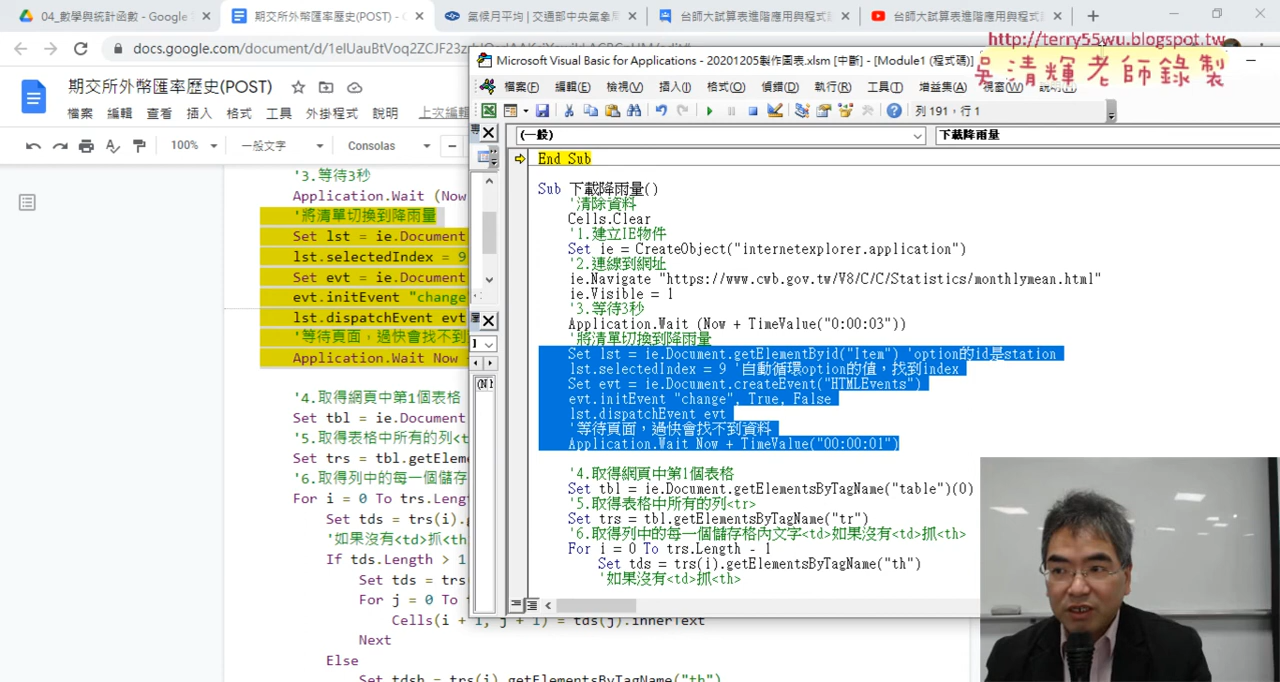 04_數學與統計函數 - Google
期交所外幣匯率歷史(POST) - G
氣候月平均 | 交通部中央氣象局
台師大試算表進階應用與程式設
台師大試算表進階應用與程式設
docs.google.com/document/d/1eIUauBtVoq2ZCJF23z
http://terry55wu.blogspot.tw
吳清輝老師錄製
期交所外幣匯率歷史(POST)
檔案 編輯 查看 插入 格式 工具 外掛程式 說明
100% 一般文字 Consolas
'3.等待3秒
Application.Wait (Now
'將清單切換到降雨量
Set lst = ie.Document
lst.selectedIndex = 9
Set evt = ie.Document
evt.initEvent "change
lst.dispatchEvent evt
'等待頁面，過快會找不到
Application.Wait Now
'4.取得網頁中第1個表格
Set tbl = ie.Document
'5.取得表格中所有的列<t
Set trs = tbl.getElem
'6.取得列中的每一個儲存
For i = 0 To trs.Leng
Set tds = trs(i).g
'如果沒有<td>抓<th
If tds.Length > 1
Set tds = trs
For j = 0 To t
Cells(i + 1, j + 1) = tds(j).innerText
Next
Else
Set tdsh = trs(i).getElementsByTagName("th")
Microsoft Visual Basic for Applications - 20201205製作圖表.xlsm [中斷] - [Module1 (程式碼)]
檔案(F) 編輯(E) 檢視(V) 插入(I) 格式(O) 偵錯(D) 執行(R) 工具(T) 增益集(A) 視窗(W) 說明(H)
列 191，行 1
(一般)
下載降雨量
End Sub
Sub 下載降雨量()
'清除資料
Cells.Clear
'1.建立IE物件
Set ie = CreateObject("internetexplorer.application")
'2.連線到網址
ie.Navigate "https://www.cwb.gov.tw/V8/C/C/Statistics/monthlymean.html"
ie.Visible = 1
'3.等待3秒
Application.Wait (Now + TimeValue("0:00:03"))
'將清單切換到降雨量
Set lst = ie.Document.getElementByid("Item") 'option的id是station
lst.selectedIndex = 9 '自動循環option的值，找到index
Set evt = ie.Document.createEvent("HTMLEvents")
evt.initEvent "change", True, False
lst.dispatchEvent evt
'等待頁面，過快會找不到資料
Application.Wait Now + TimeValue("00:00:01")
'4.取得網頁中第1個表格
Set tbl = ie.Document.getElementsByTagName("table")(0)
'5.取得表格中所有的列<tr>
Set trs = tbl.getElementsByTagName("tr")
'6.取得列中的每一個儲存格內文字<td>如果沒有<td>抓<th>
For i = 0 To trs.Length - 1
Set tds = trs(i).getElementsByTagName("th")
'如果沒有<td>抓<th>